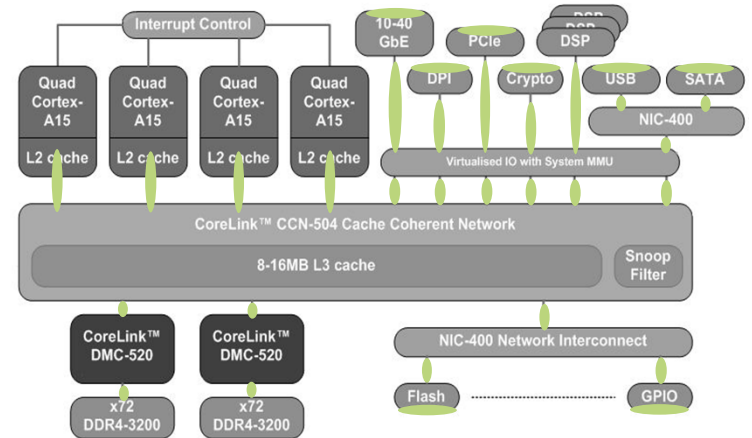 Interrupt Control
10-40
GbE
PCIe
DSP
DSP
DSP
DPI
Crypto
USB
SATA
Quad
Cortex-
A15
L2 cache
Quad
Cortex-
A15
L2 cache
Quad
Cortex-
A15
L2 cache
Quad
Cortex-
A15
L2 cache
NIC-400
Virtualised IO with System MMU
CoreLink™ CCN-504 Cache Coherent Network
8-16MB L3 cache
Snoop
Filter
CoreLink™
DMC-520
CoreLink™
DMC-520
NIC-400 Network Interconnect
x72
DDR4-3200
x72
DDR4-3200
Flash
GPIO